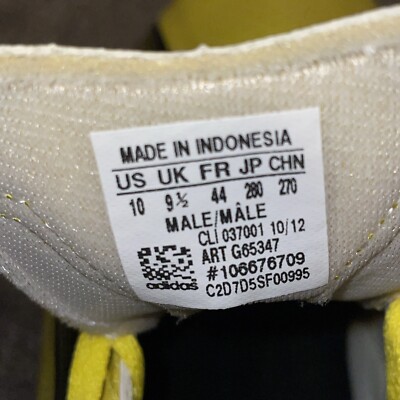 MADE IN INDONESIA
US UK FR JP CHN
10 9½ 44 280 270
MALE/MÂLE
CLI 037001 10/12
ART G65347
#106676709
adidas C2D7D5SF00995